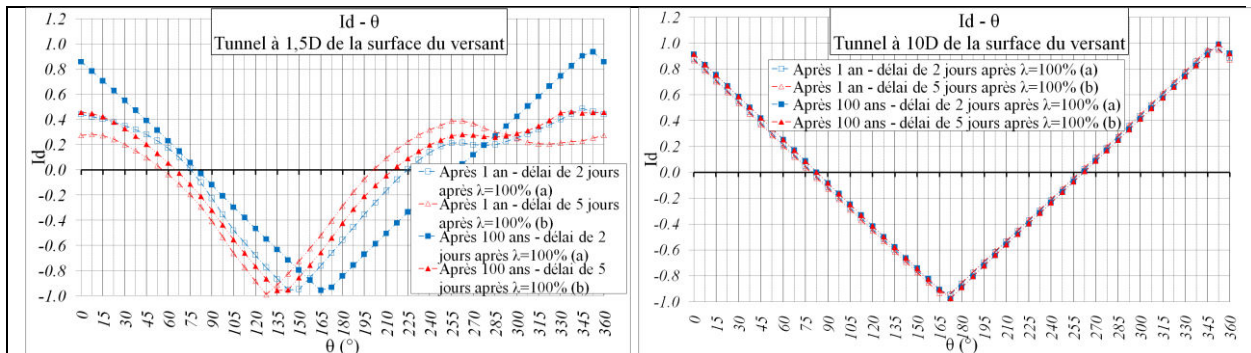 Id - θ
Tunnel à 1,5D de la surface du versant
1.2
1.0
0.8
0.6
0.4
0.2
0.0
-0.2
-0.4
-0.6
-0.8
-1.0
Id
Après 1 an - délai de 2 jours
après λ=100% (a)
Après 1 an - délai de 5 jours
après λ=100% (b)
Après 100 ans - délai de 2
jours après λ=100% (a)
Après 100 ans - délai de 5
jours après λ=100% (b)
0 15 30 45 60 75 90 105 120 135 150 165 180 195 210 225 240 255 270 285 300 315 330 345 360
θ (°)
Id - θ
Tunnel à 10D de la surface du versant
1.2
1.0
0.8
0.6
0.4
0.2
0.0
-0.2
-0.4
-0.6
-0.8
-1.0
Id
Après 1 an - délai de 2 jours après λ=100% (a)
Après 1 an - délai de 5 jours après λ=100% (b)
Après 100 ans - délai de 2 jours après λ=100% (a)
Après 100 ans - délai de 5 jours après λ=100% (b)
0 15 30 45 60 75 90 105 120 135 150 165 180 195 210 225 240 255 270 285 300 315 330 345 360
θ (°)